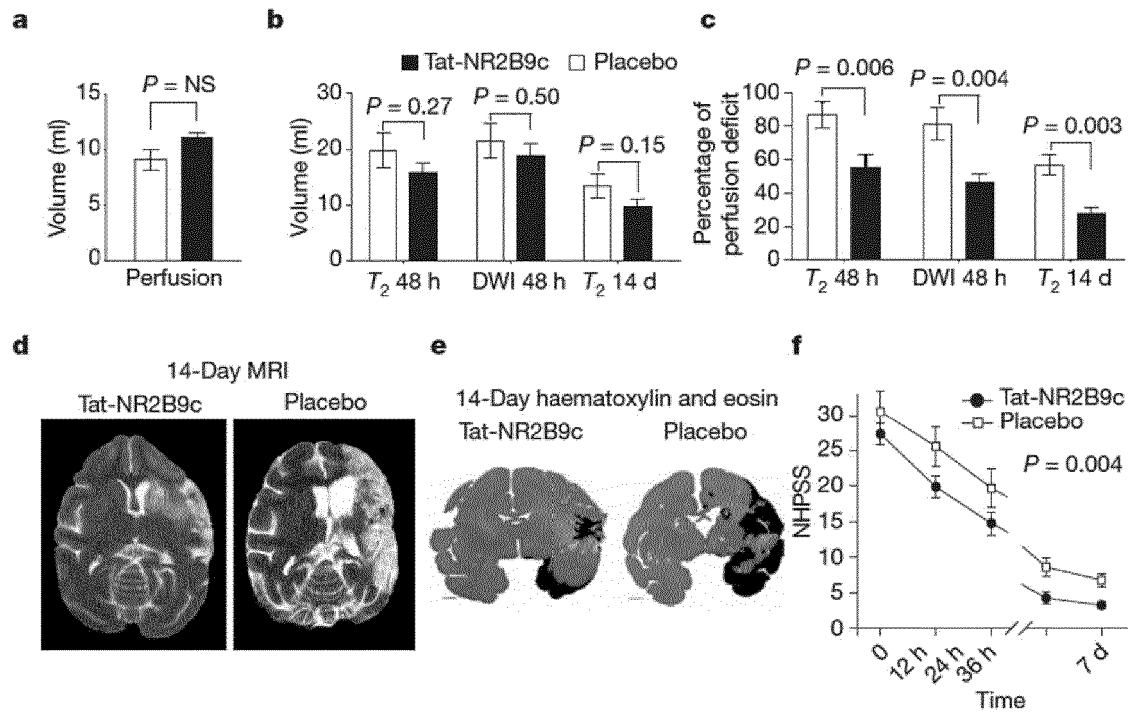 a
P = NS
15
10
5
0
Volume (ml)
Perfusion
b
Tat-NR2B9c Placebo
30
20
10
0
Volume (ml)
P = 0.27
P = 0.50
P = 0.15
T2 48 h
DWI 48 h
T2 14 d
c
P = 0.006
P = 0.004
P = 0.003
100
80
60
40
20
0
Percentage of
perfusion deficit
T2 48 h
DWI 48 h
T2 14 d
d
14-Day MRI
Tat-NR2B9c Placebo
e
14-Day haematoxylin and eosin
Tat-NR2B9c Placebo
f
Tat-NR2B9c
Placebo
P = 0.004
30
25
20
15
10
5
0
NHPSS
0
12 h
24 h
36 h
7 d
Time